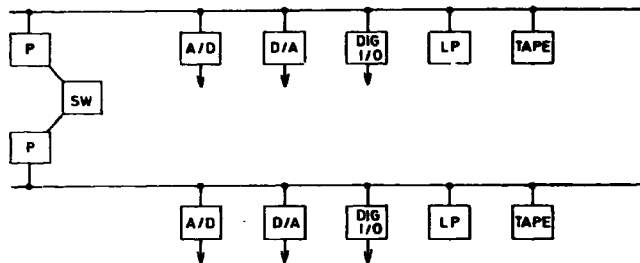 P
A/D
D/A
DIG
I/O
LP
TAPE
SW
P
A/D
D/A
DIG
I/O
LP
TAPE